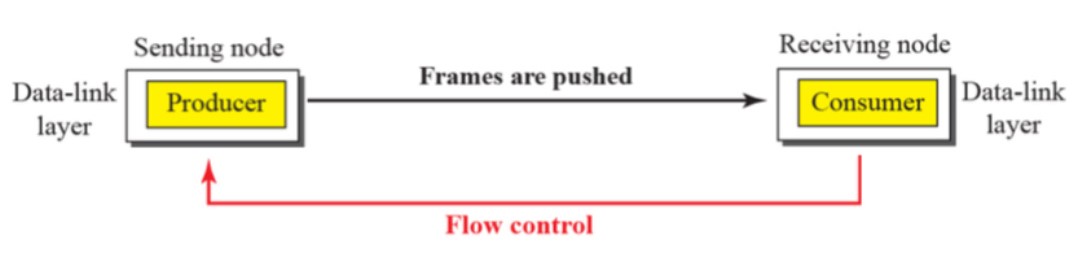 Sending node
Receiving node
Data-link
layer
Producer
Frames are pushed
Consumer
Data-link
layer
Flow control